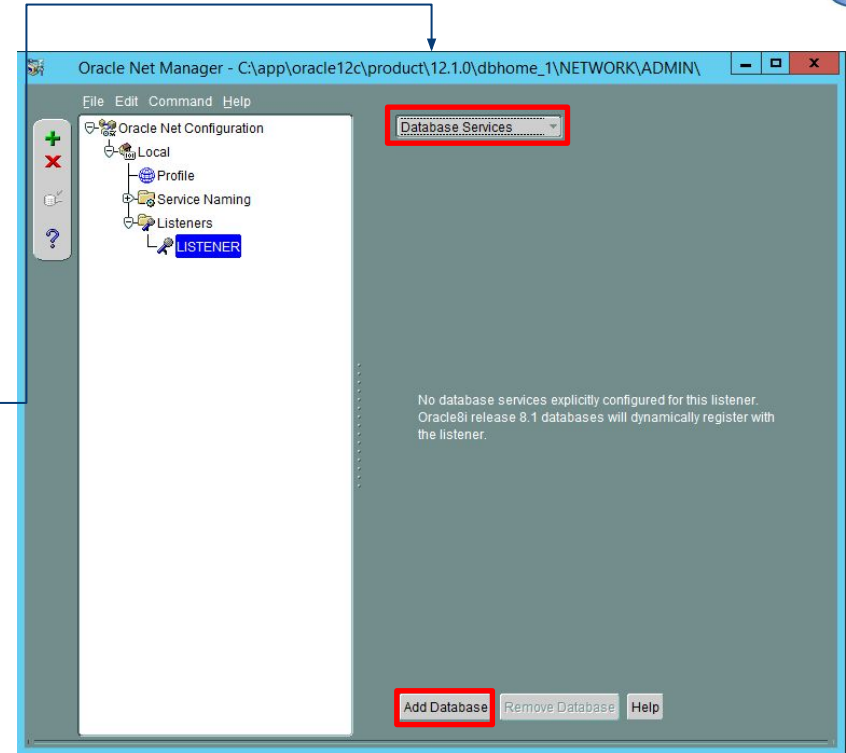 Oracle Net Manager - C:\app\oracle12c\product\12.1.0\dbhome_1\NETWORK\ADMIN\
File Edit Command Help
Oracle Net Configuration
Local
Profile
Service Naming
Listeners
LISTENER
Database Services
No database services explicitly configured for this listener.
Oracle8i release 8.1 databases will dynamically register with
the listener.
Add Database Remove Database Help